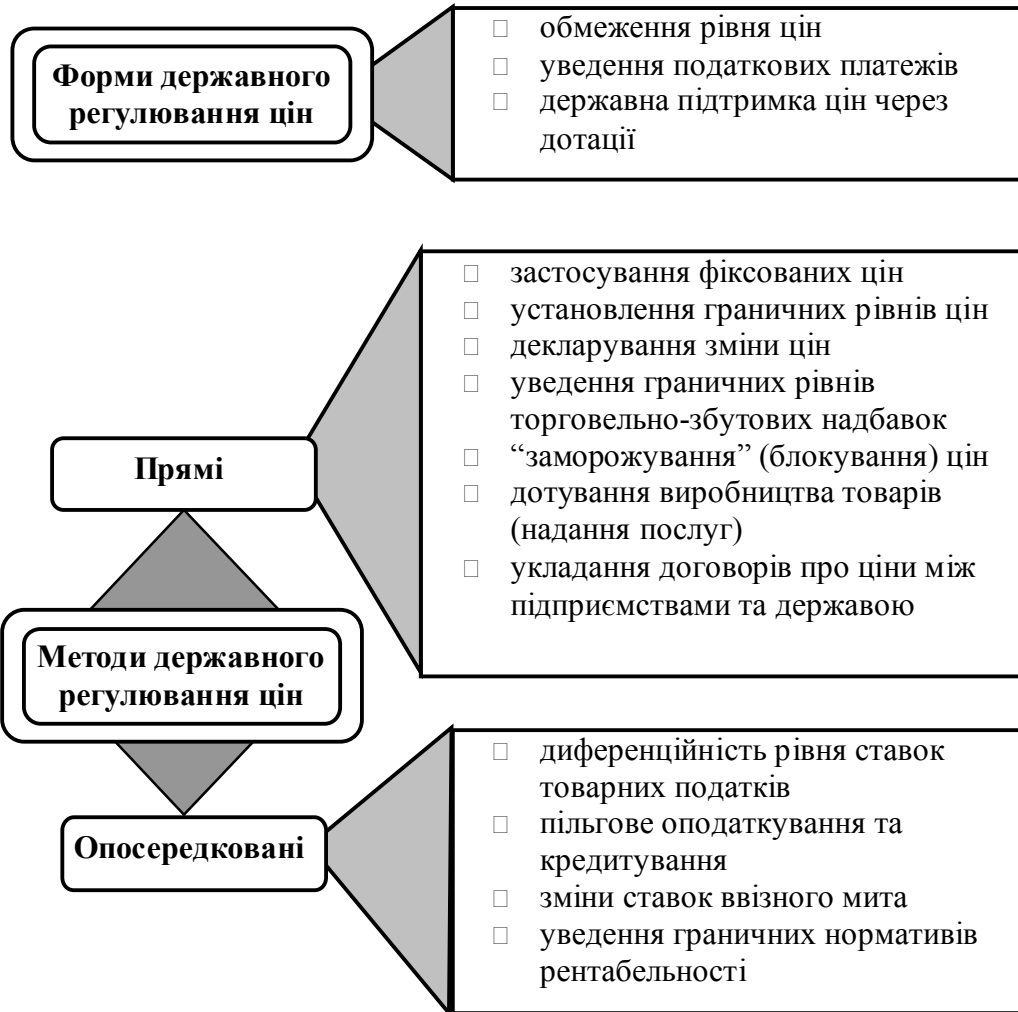 Форми державного
регулювання цін
обмеження рівня цін
уведення податкових платежів
державна підтримка цін через
дотації
Прямі
застосування фіксованих цін
установлення граничних рівнів цін
декларування зміни цін
уведення граничних рівнів
торговельно-збутових надбавок
“заморожування” (блокування) цін
дотування виробництва товарів
(надання послуг)
укладання договорів про ціни між
підприємствами та державою
Методи державного
регулювання цін
Опосередковані
диференційність рівня ставок
товарних податків
пільгове оподаткування та
кредитування
зміни ставок ввізного мита
уведення граничних нормативів
рентабельності